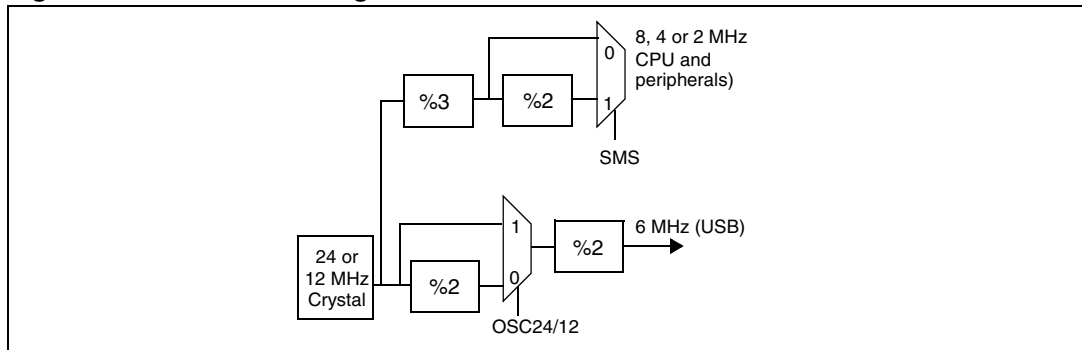 8, 4 or 2 MHz
CPU and
peripherals)
0
1
%3
%2
SMS
24 or
12 MHz
Crystal
%2
1
0
OSC24/12
%2
6 MHz (USB)